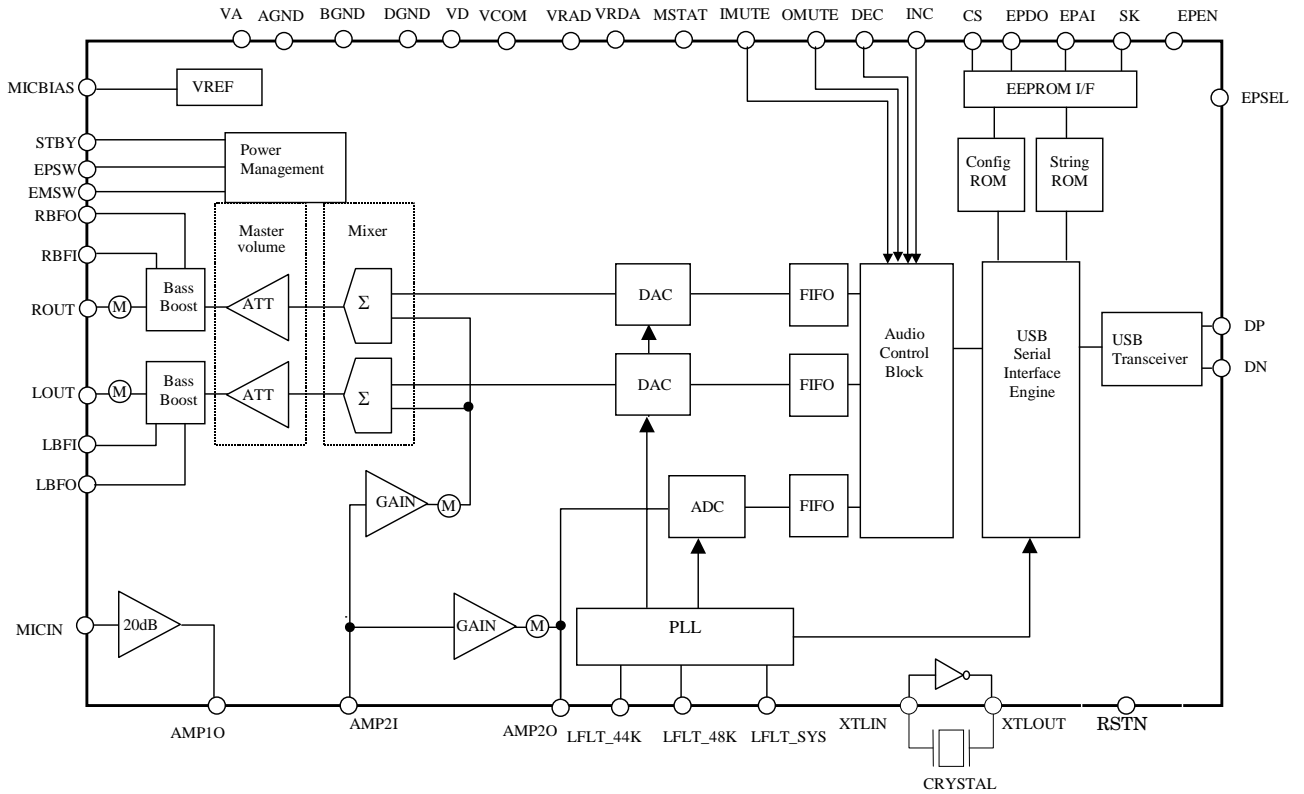 VA AGND BGND DGND VD VCOM VRAD VRDA MSTAT IMUTE OMUTE DEC INC CS EPDO EPAI SK EPEN
MICBIAS
VREF
EEPROM I/F
EPSEL
STBY
EPSW
EMSW
Power
Management
Config
ROM
String
ROM
RBFO
RBFI
ROUT
M
Bass
Boost
Master
volume
ATT
Mixer
Σ
DAC
FIFO
Audio
Control
Block
USB
Serial
Interface
Engine
USB
Transceiver
DP
DN
LOUT
M
Bass
Boost
ATT
Σ
DAC
FIFO
LBFI
LBFO
GAIN
M
ADC
FIFO
MICIN
20dB
GAIN
M
PLL
AMP1O
AMP2I
AMP2O
LFLT_44K
LFLT_48K
LFLT_SYS
XTLIN
XTLOUT
RSTN
CRYSTAL